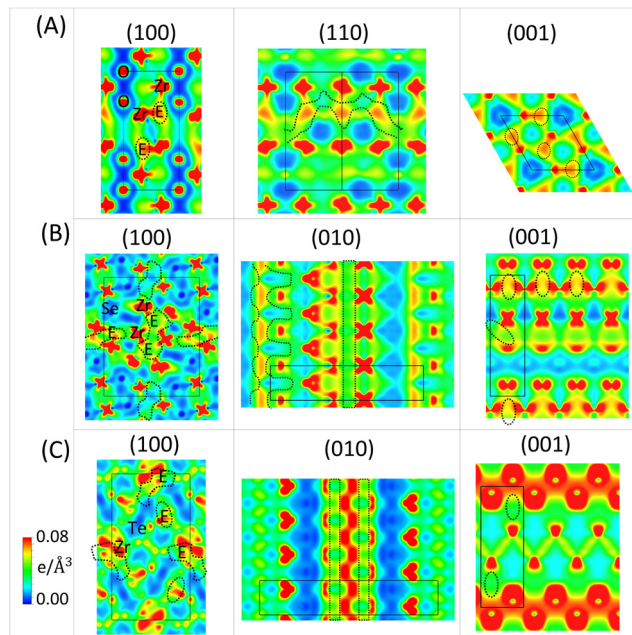 (A)
(100)
(110)
(001)
O
Zr
O
Zr
E
E
(B)
(100)
(010)
(001)
Se
Zr
E
E
Zr
E
(C)
(100)
(010)
(001)
E
Te
E
Zr
E
0.08
e/Å³
0.00